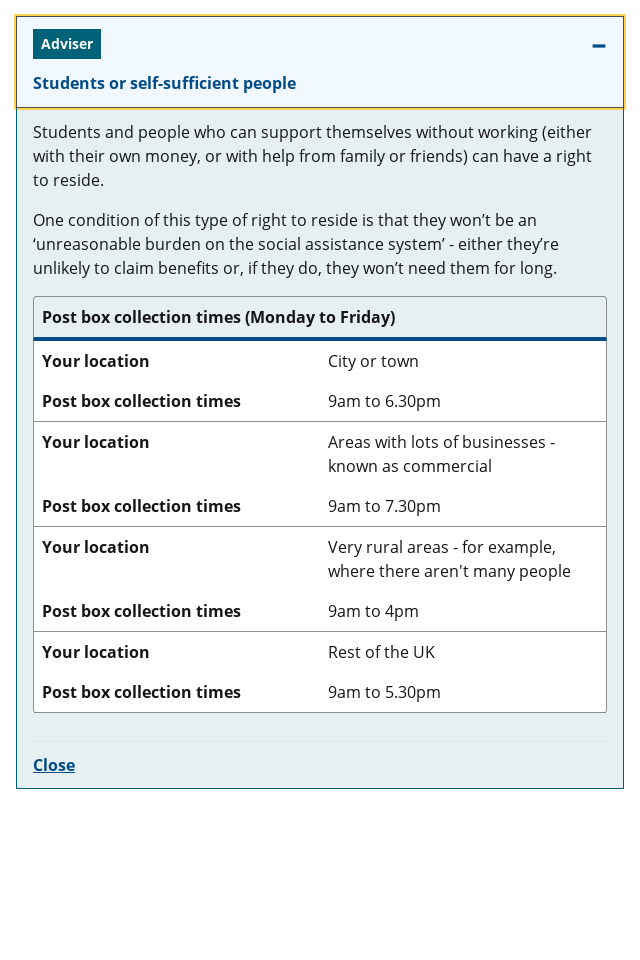 Adviser
Students or self-sufficient people
Students and people who can support themselves without working (either
with their own money, or with help from family or friends) can have a right
to reside.
One condition of this type of right to reside is that they won’t be an
‘unreasonable burden on the social assistance system’ - either they’re
unlikely to claim benefits or, if they do, they won’t need them for long.
Post box collection times (Monday to Friday)
Your location City or town
Post box collection times 9am to 6.30pm
Your location Areas with lots of businesses -
known as commercial
Post box collection times 9am to 7.30pm
Your location Very rural areas - for example,
where there aren't many people
Post box collection times 9am to 4pm
Your location Rest of the UK
Post box collection times 9am to 5.30pm
Close